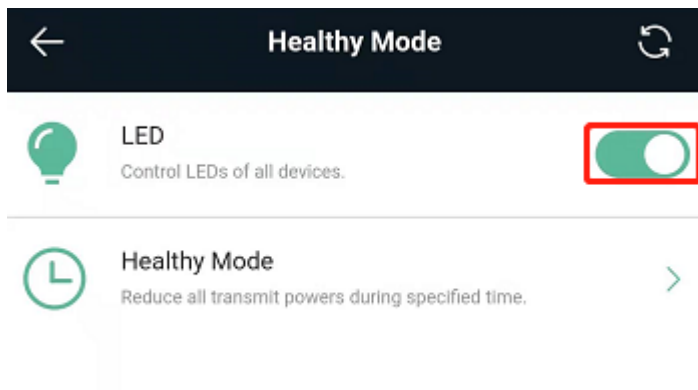 Healthy Mode
LED
Control LEDs of all devices.
Healthy Mode
Reduce all transmit powers during specified time.